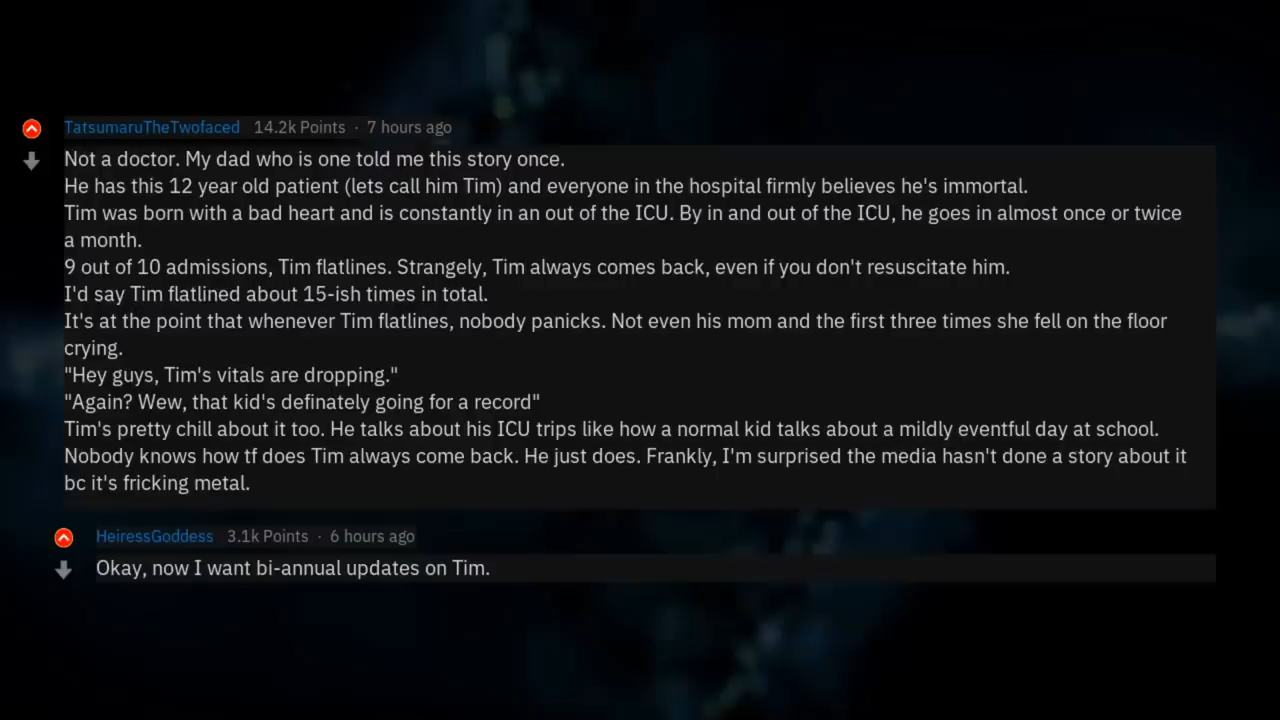 TatsumaruTheTwofaced 14.2k Points · 7 hours ago
Not a doctor. My dad who is one told me this story once.
He has this 12 year old patient (lets call him Tim) and everyone in the hospital firmly believes he's immortal.
Tim was born with a bad heart and is constantly in an out of the ICU. By in and out of the ICU, he goes in almost once or twice
a month.
9 out of 10 admissions, Tim flatlines. Strangely, Tim always comes back, even if you don't resuscitate him.
I'd say Tim flatlined about 15-ish times in total.
It's at the point that whenever Tim flatlines, nobody panicks. Not even his mom and the first three times she fell on the floor
crying.
"Hey guys, Tim's vitals are dropping."
"Again? Wew, that kid's definately going for a record"
Tim's pretty chill about it too. He talks about his ICU trips like how a normal kid talks about a mildly eventful day at school.
Nobody knows how tf does Tim always come back. He just does. Frankly, I'm surprised the media hasn't done a story about it
bc it's fricking metal.
HeiressGoddess 3.1k Points · 6 hours ago
Okay, now I want bi-annual updates on Tim.